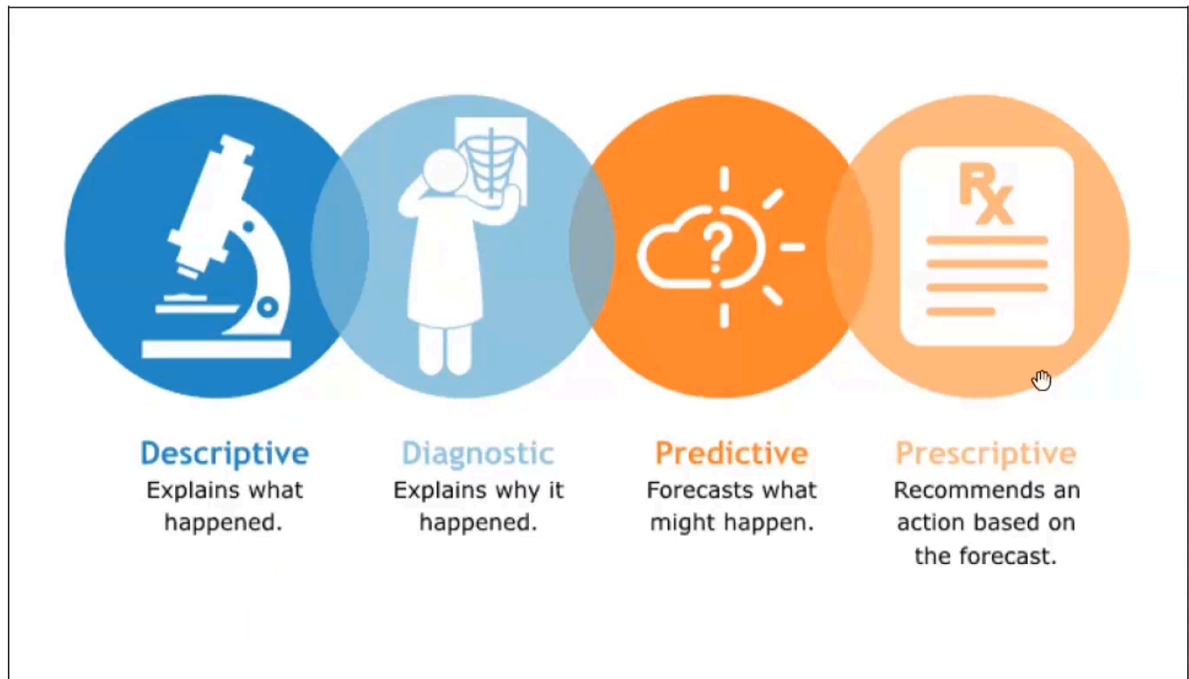 ?
Rx
Descriptive
Explains what
happened.
Diagnostic
Explains why it
happened.
Predictive
Forecasts what
might happen.
Prescriptive
Recommends an
action based on
the forecast.